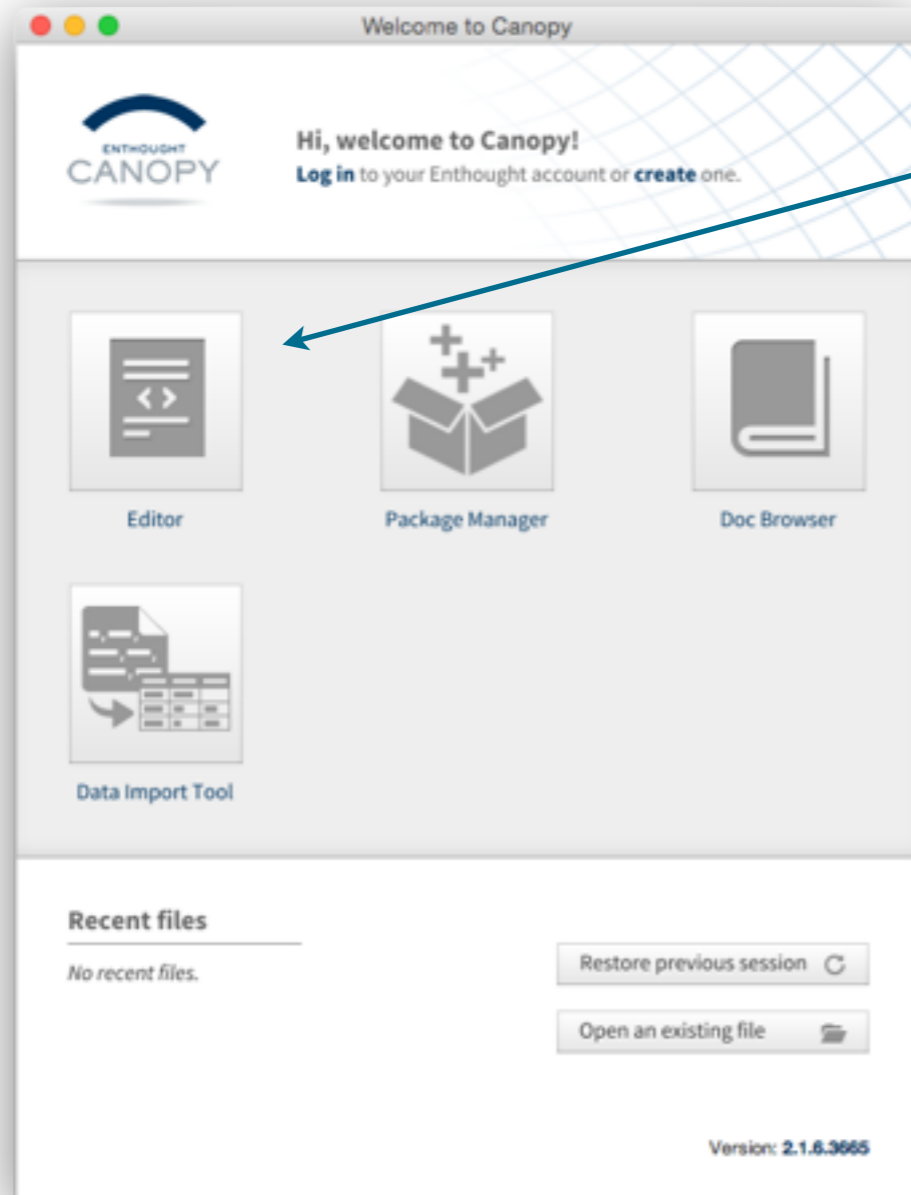 Welcome to Canopy
ENTHOUGHT
CANOPY
Hi, welcome to Canopy!
Log in to your Enthought account or create one.
Editor
Package Manager
Doc Browser
Data Import Tool
Recent files
No recent files.
Restore previous session
Open an existing file
Version: 2.1.6.3665